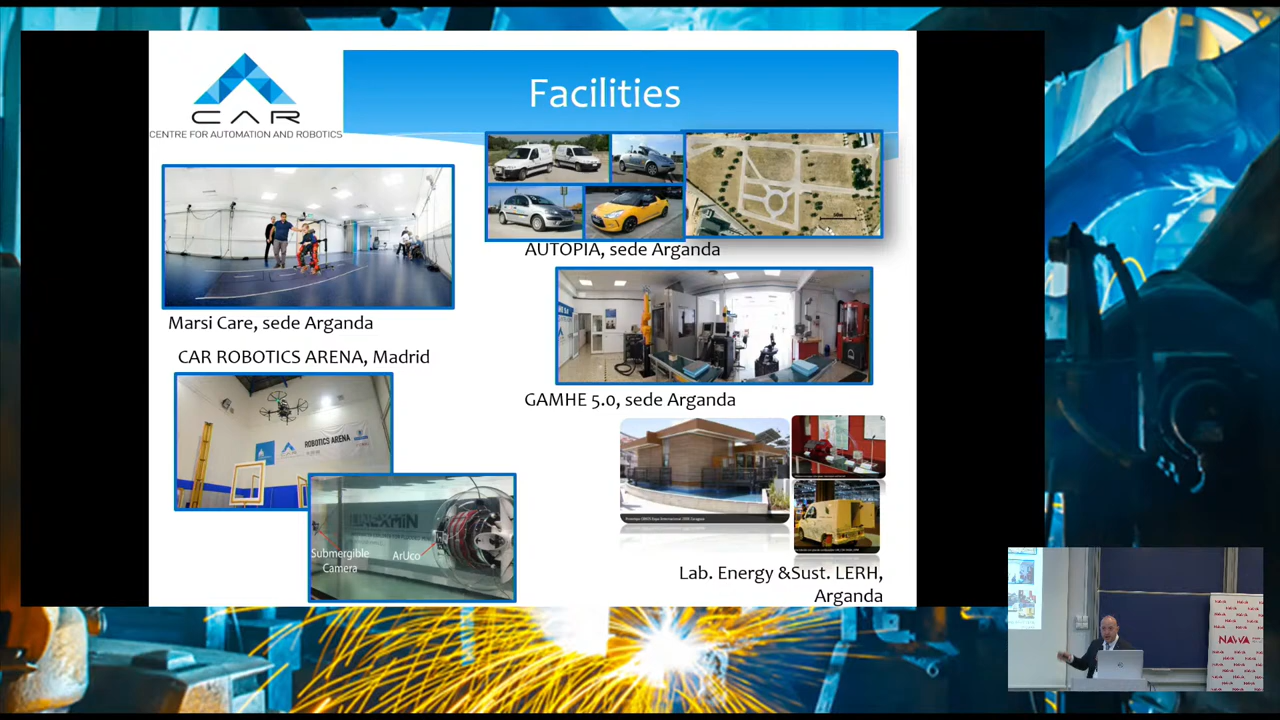 Facilities
CAR
CENTRE FOR AUTOMATION AND ROBOTICS
AUTOPIA, sede Arganda
Marsi Care, sede Arganda
CAR ROBOTICS ARENA, Madrid
GAMHE 5.0, sede Arganda
ROBOTICS ARENA
Submergible
Camera
ArUco
Lab. Energy &Sust. LERH,
Arganda
NAWA